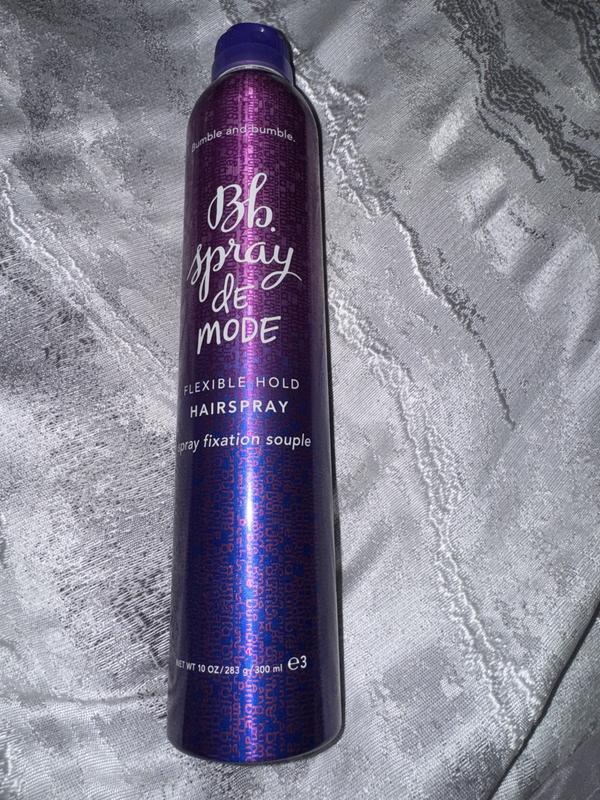 Bumble and bumble.
Bb.
spray
de
MODE
FLEXIBLE HOLD
HAIRSPRAY
spray fixation souple
NET WT 10 OZ/283 g/300 ml ℮3